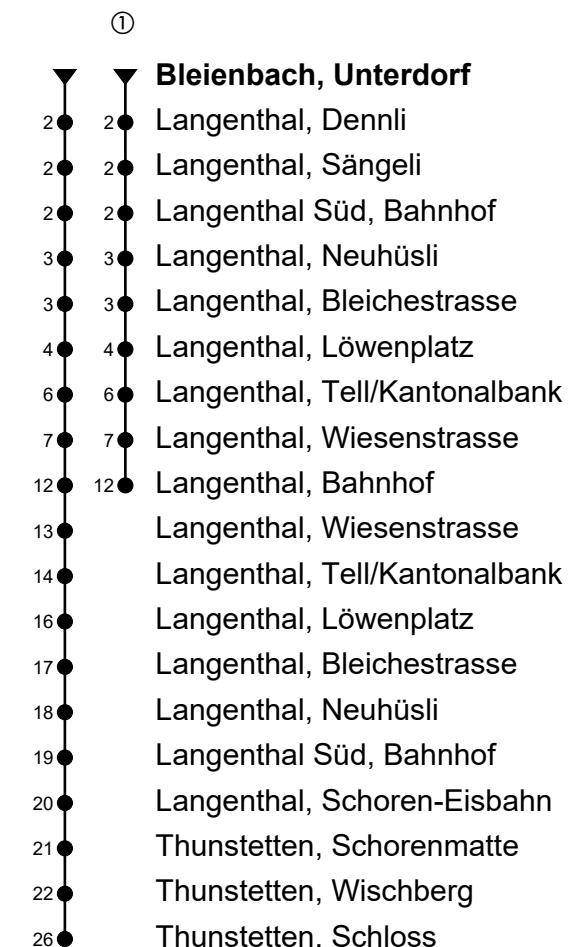 ①
Bleienbach, Unterdorf
2 2 Langenthal, Dennli
2 2 Langenthal, Sängeli
2 2 Langenthal Süd, Bahnhof
3 3 Langenthal, Neuhüsli
3 3 Langenthal, Bleichestrasse
4 4 Langenthal, Löwenplatz
6 6 Langenthal, Tell/Kantonalbank
7 7 Langenthal, Wiesenstrasse
12 12 Langenthal, Bahnhof
13 Langenthal, Wiesenstrasse
14 Langenthal, Tell/Kantonalbank
16 Langenthal, Löwenplatz
17 Langenthal, Bleichestrasse
18 Langenthal, Neuhüsli
19 Langenthal Süd, Bahnhof
20 Langenthal, Schoren-Eisbahn
21 Thunstetten, Schorenmatte
22 Thunstetten, Wischberg
26 Thunstetten, Schloss